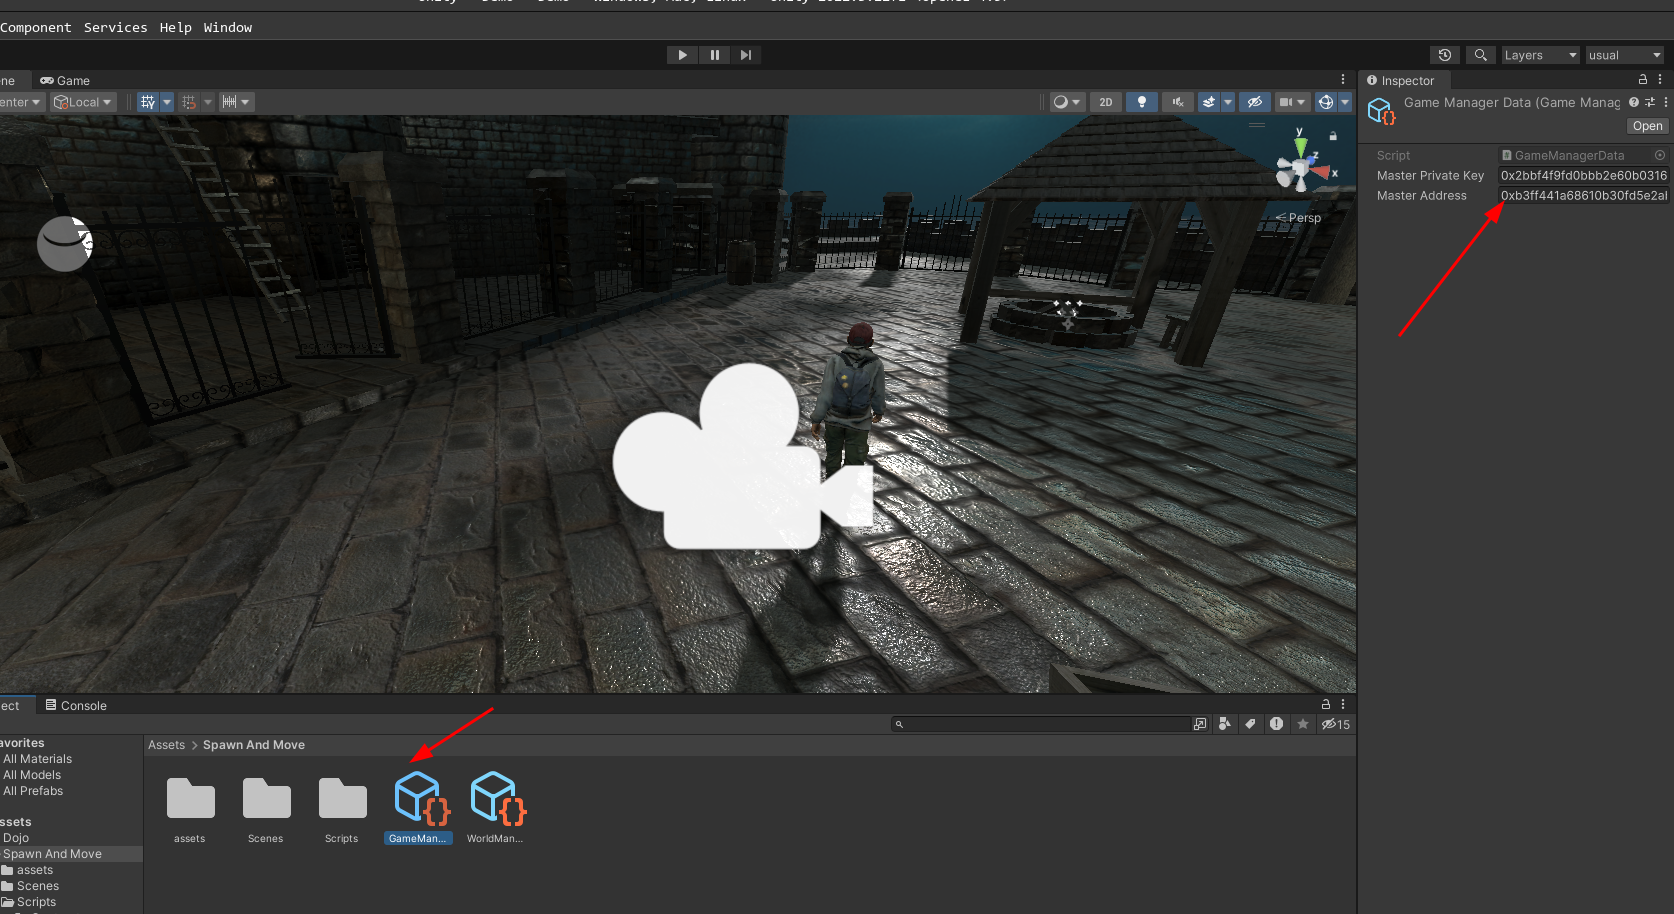 Component Services Help Window
Layers
usual
ne
Game
Inspector
enter
Local
2D
Game Manager Data (Game Manag
Open
y
z
x
Persp
Script
GameManagerData
Master Private Key
0x2bbf4f9fd0bbb2e60b0316
Master Address
0xb3ff441a68610b30fd5e2al
ect
Console
15
avorites
All Materials
All Models
All Prefabs
ssets
Dojo
Spawn And Move
assets
Scenes
Scripts
Assets > Spawn And Move
assets
Scenes
Scripts
GameMan...
WorldMan...